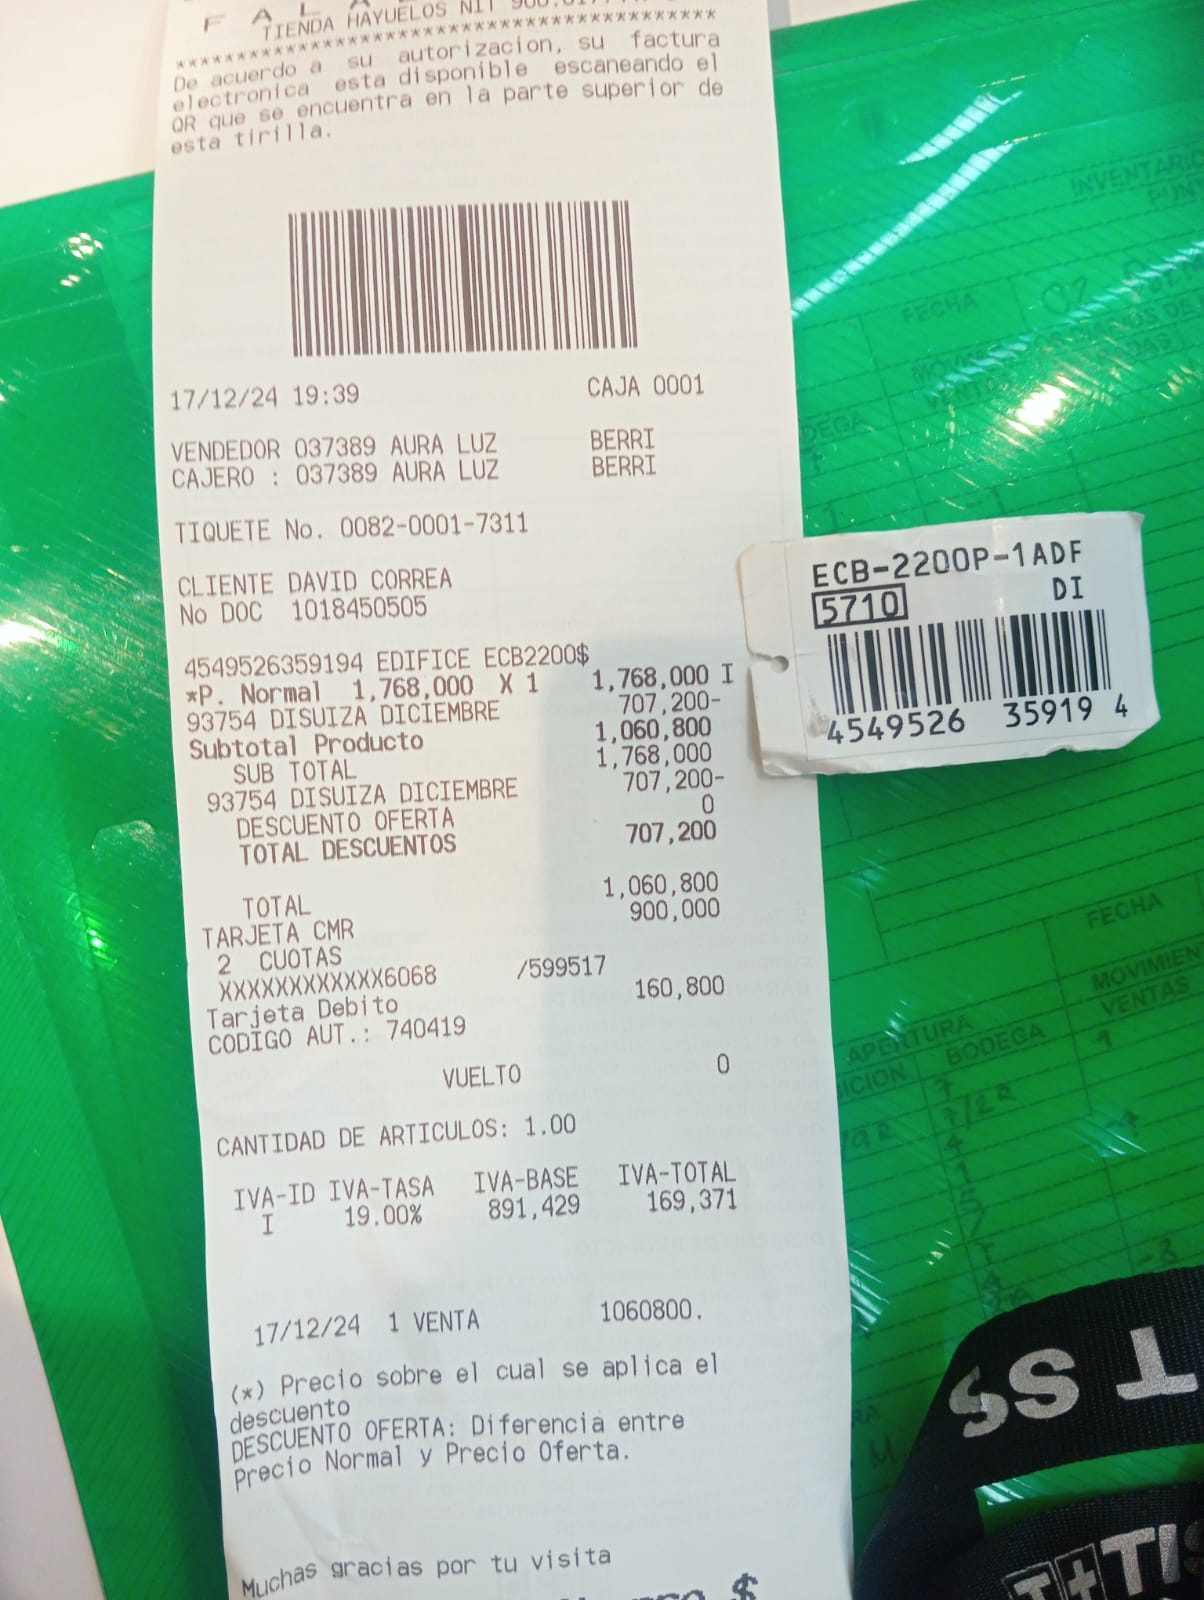 TIENDA HAYUELOS NIT
****************************************
De acuerdo a su autorizacion, su factura
electronica esta disponible escaneando el
QR que se encuentra en la parte superior de
esta tirilla.
17/12/24 19:39 CAJA 0001
VENDEDOR 037389 AURA LUZ BERRI
CAJERO : 037389 AURA LUZ BERRI
TIQUETE No. 0082-0001-7311
CLIENTE DAVID CORREA
No DOC 1018450505
4549526359194 EDIFICE ECB2200$
*P. Normal 1,768,000 X 1 1,768,000 I
93754 DISUIZA DICIEMBRE 707,200-
Subtotal Producto 1,060,800
SUB TOTAL 1,768,000
93754 DISUIZA DICIEMBRE 707,200-
DESCUENTO OFERTA 0
TOTAL DESCUENTOS 707,200
TOTAL 1,060,800
TARJETA CMR 900,000
2 CUOTAS
XXXXXXXXXXXX6068 /599517
Tarjeta Debito 160,800
CODIGO AUT.: 740419
VUELTO 0
CANTIDAD DE ARTICULOS: 1.00
IVA-ID IVA-TASA IVA-BASE IVA-TOTAL
I 19.00% 891,429 169,371
17/12/24 1 VENTA 1060800.
(*) Precio sobre el cual se aplica el
descuento
DESCUENTO OFERTA: Diferencia entre
Precio Normal y Precio Oferta.
Muchas gracias por tu visita
ECB-2200P-1ADF
5710 DI
4549526 35919 4
FECHA
BODEGA
FECHA
VENTAS
APERTURA
BODEGA